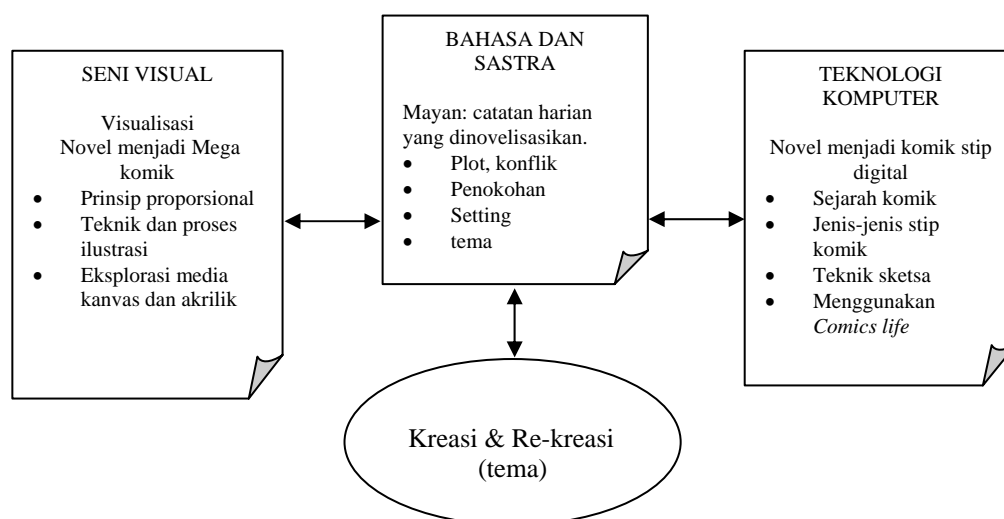 SENI VISUAL
Visualisasi
Novel menjadi Mega
komik
• Prinsip proporsional
• Teknik dan proses
ilustrasi
• Eksplorasi media
kanvas dan akrilik
BAHASA DAN
SASTRA
Mayan: catatan harian
yang dinovelisasikan.
• Plot, konflik
• Penokohan
• Setting
• tema
TEKNOLOGI
KOMPUTER
Novel menjadi komik stip
digital
• Sejarah komik
• Jenis-jenis stip
komik
• Teknik sketsa
• Menggunakan
Comics life
Kreasi & Re-kreasi
(tema)